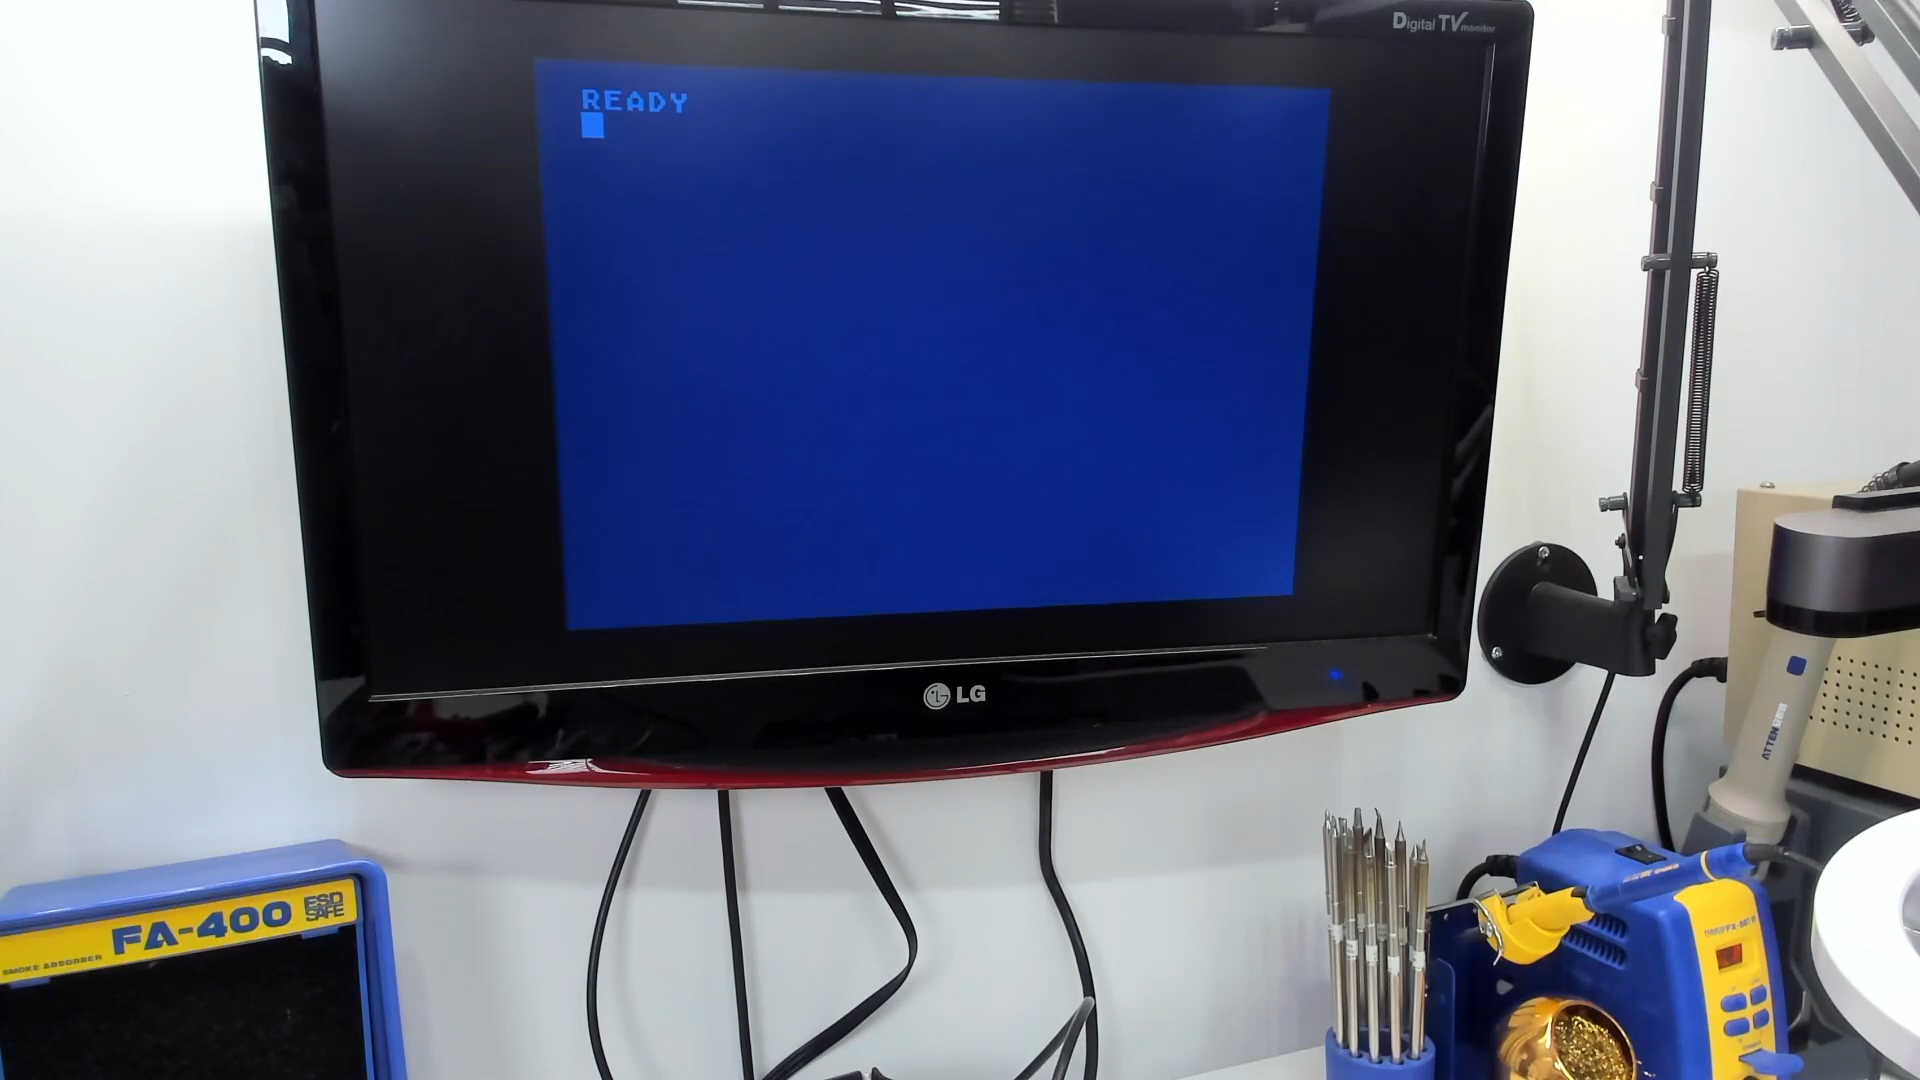 Digital TV monitor
READY
LG
FA-400 ESD SAFE
SMOKE ABSORBER
ATTEN